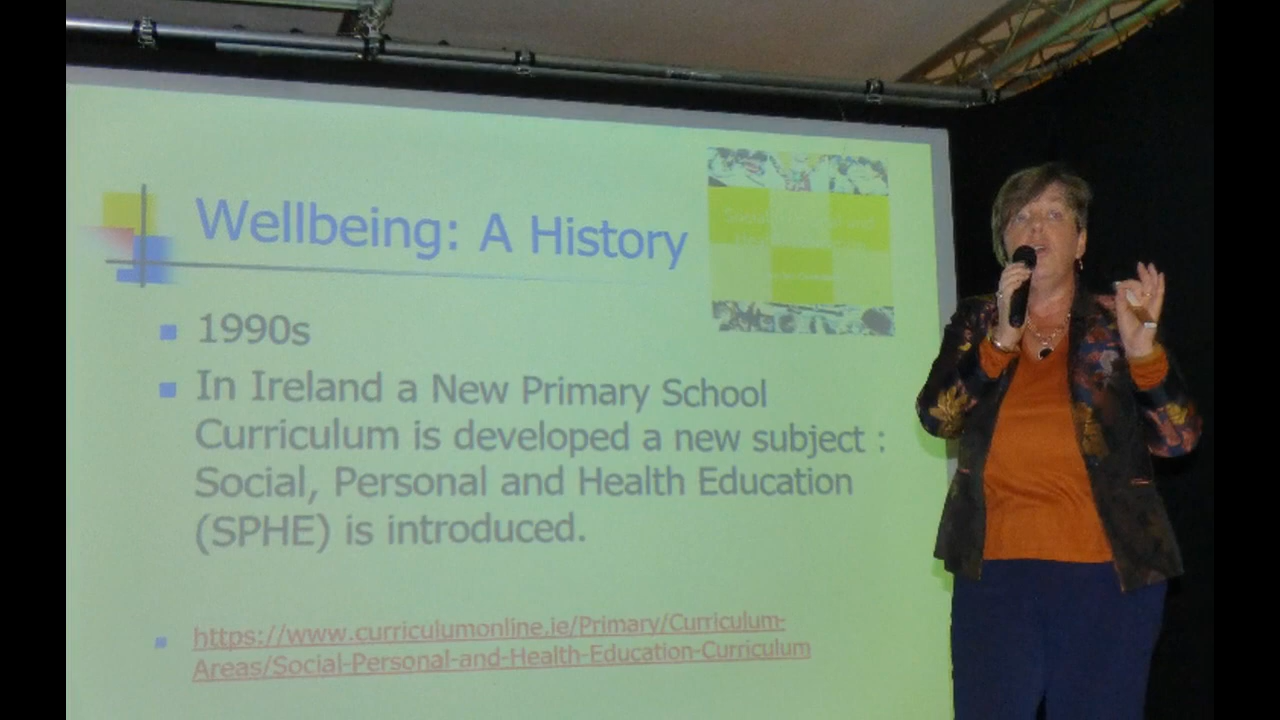 Wellbeing: A History
1990s
In Ireland a New Primary School
Curriculum is developed a new subject :
Social, Personal and Health Education
(SPHE) is introduced.
https://www.curriculumonline.ie/Primary/Curriculum-
Areas/Social-Personal-and-Health-Education-Curriculum